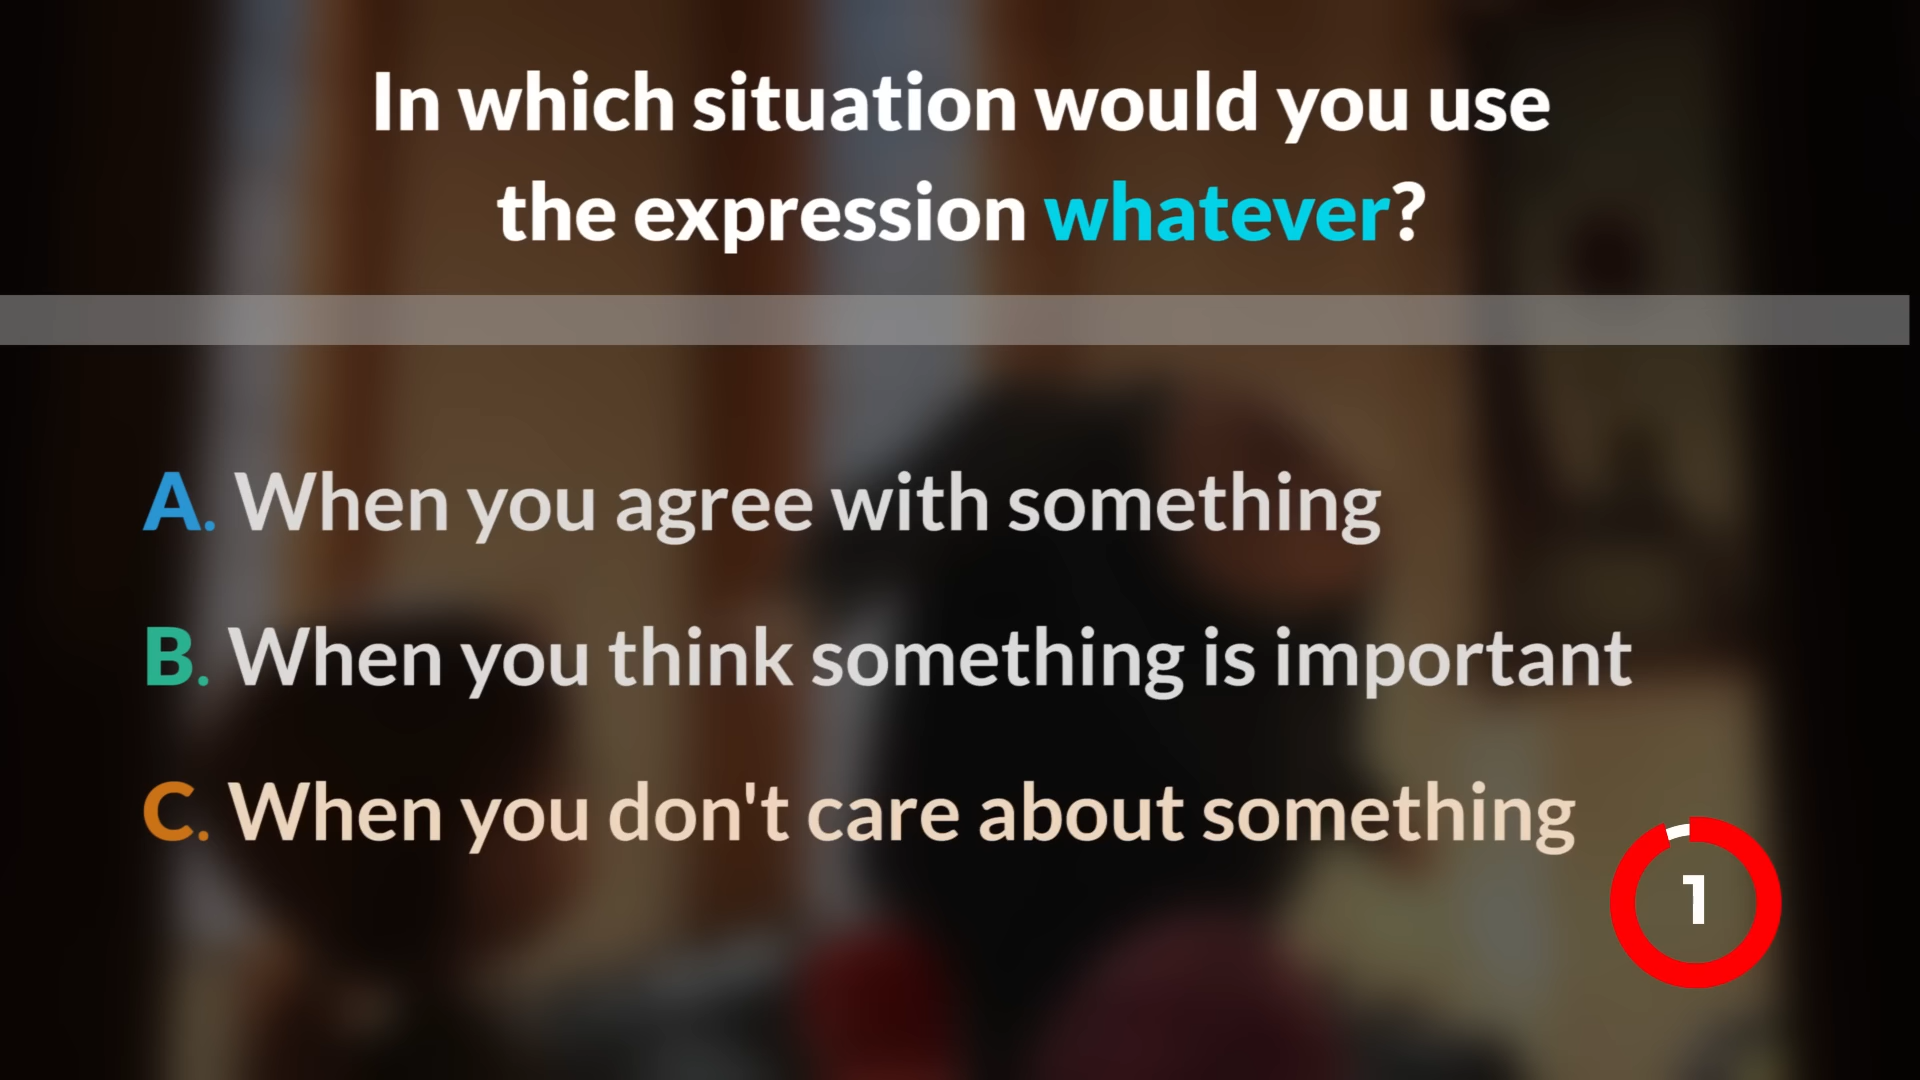 In which situation would you use
the expression whatever?
A. When you agree with something
B. When you think something is important
C. When you don't care about something
1